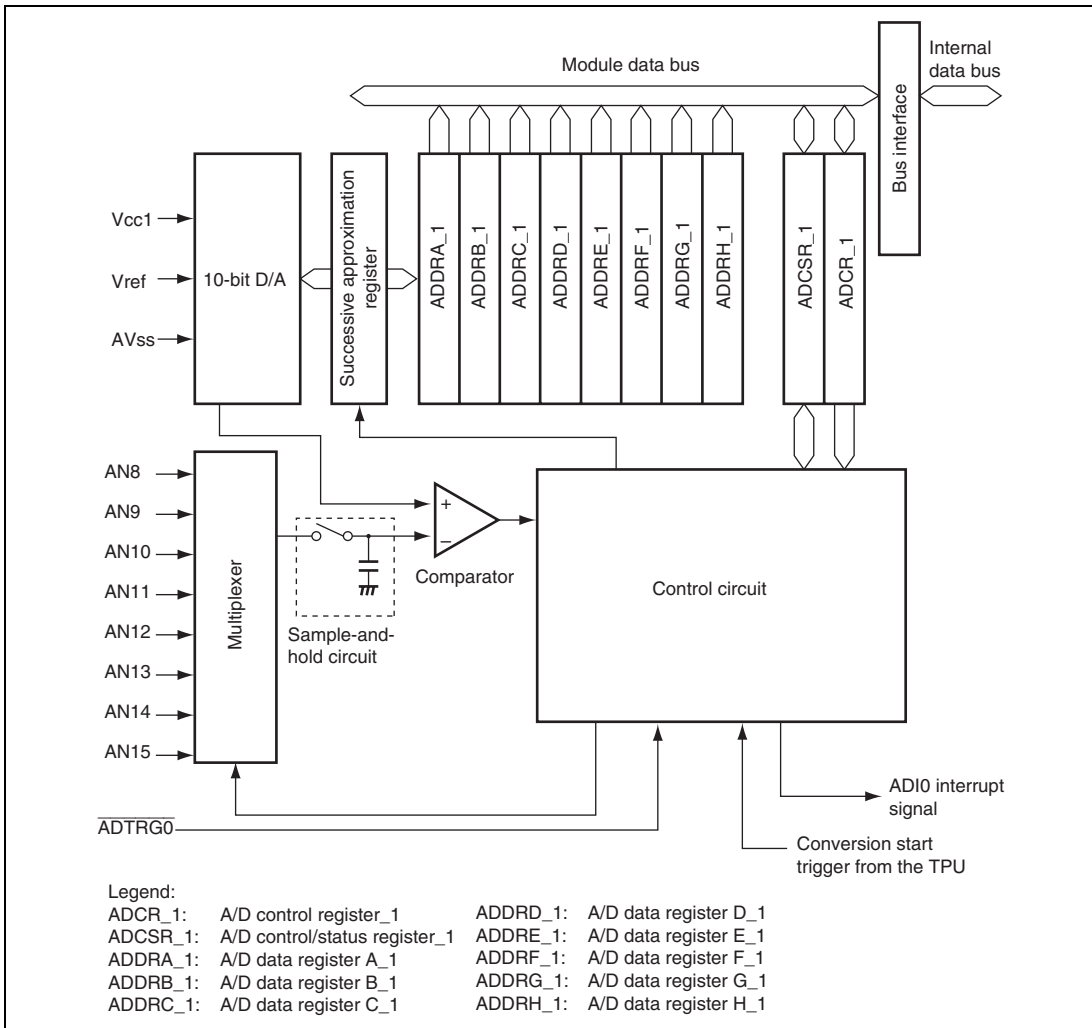 Module data bus
Internal
data bus
Bus interface
Vcc1
Vref
AVss
10-bit D/A
Successive approximation
register
ADDRA_1
ADDRB_1
ADDRC_1
ADDRD_1
ADDRE_1
ADDRF_1
ADDRG_1
ADDRH_1
ADCSR_1
ADCR_1
AN8
AN9
AN10
AN11
AN12
AN13
AN14
AN15
Multiplexer
+
−
Comparator
Sample-and-
hold circuit
Control circuit
ADI0 interrupt
signal
ADTRG0
Conversion start
trigger from the TPU
Legend:
ADCR_1: A/D control register_1
ADCSR_1: A/D control/status register_1
ADDRA_1: A/D data register A_1
ADDRB_1: A/D data register B_1
ADDRC_1: A/D data register C_1
ADDRD_1: A/D data register D_1
ADDRE_1: A/D data register E_1
ADDRF_1: A/D data register F_1
ADDRG_1: A/D data register G_1
ADDRH_1: A/D data register H_1